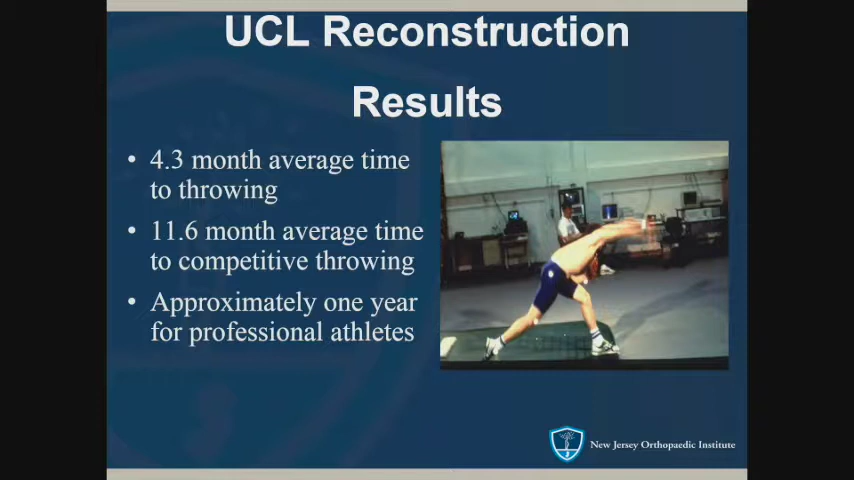 UCL Reconstruction
Results
• 4.3 month average time
to throwing
• 11.6 month average time
to competitive throwing
• Approximately one year
for professional athletes
New Jersey Orthopaedic Institute